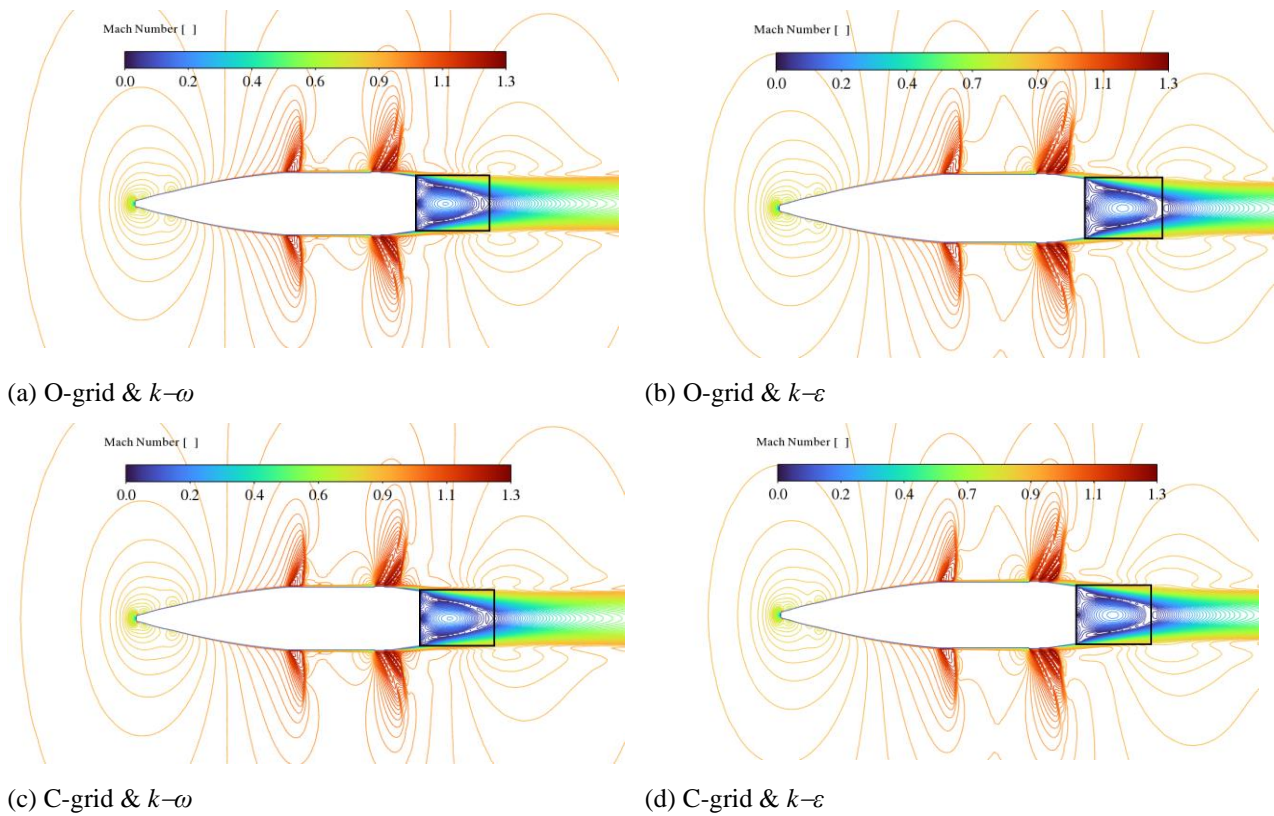 Mach Number [ ]
0.0 0.2 0.4 0.6 0.9 1.1 1.3
Mach Number [ ]
0.0 0.2 0.4 0.7 0.9 1.1 1.3
(a) O-grid & k–ω
(b) O-grid & k–ε
Mach Number [ ]
0.0 0.2 0.4 0.6 0.9 1.1 1.3
Mach Number [ ]
0.0 0.2 0.4 0.7 0.9 1.1 1.3
(c) C-grid & k–ω
(d) C-grid & k–ε